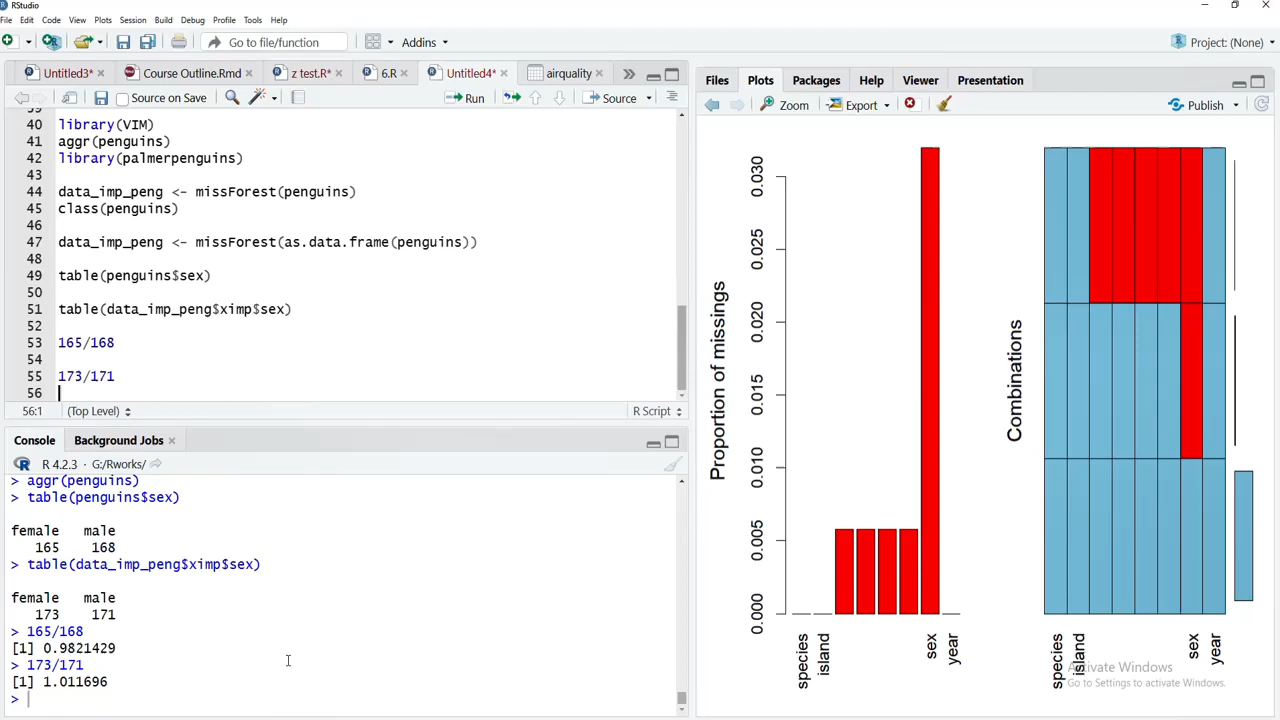 RStudio
File Edit Code View Plots Session Build Debug Profile Tools Help
Go to file/function Addins Project: (None)
Untitled3* Course Outline.Rmd z test.R* 6.R Untitled4* airquality
Source on Save Run Source
40 library(VIM)
41 aggr(penguins)
42 library(palmerpenguins)
43
44 data_imp_peng <- missForest(penguins)
45 class(penguins)
46
47 data_imp_peng <- missForest(as.data.frame(penguins))
48
49 table(penguins$sex)
50
51 table(data_imp_peng$ximp$sex)
52
53 165/168
54
55 173/171
56
56:1 (Top Level) R Script
Console Background Jobs
R 4.2.3 · G:/Rworks/
> aggr(penguins)
> table(penguins$sex)
female male
165 168
> table(data_imp_peng$ximp$sex)
female male
173 171
> 165/168
[1] 0.9821429
> 173/171
[1] 1.011696
>
Files Plots Packages Help Viewer Presentation
Zoom Export Publish
Proportion of missings
0.030
0.025
0.020
0.015
0.010
0.005
0.000
species
island
sex
year
Combinations
species
island
sex
year
Activate Windows
Go to Settings to activate Windows.